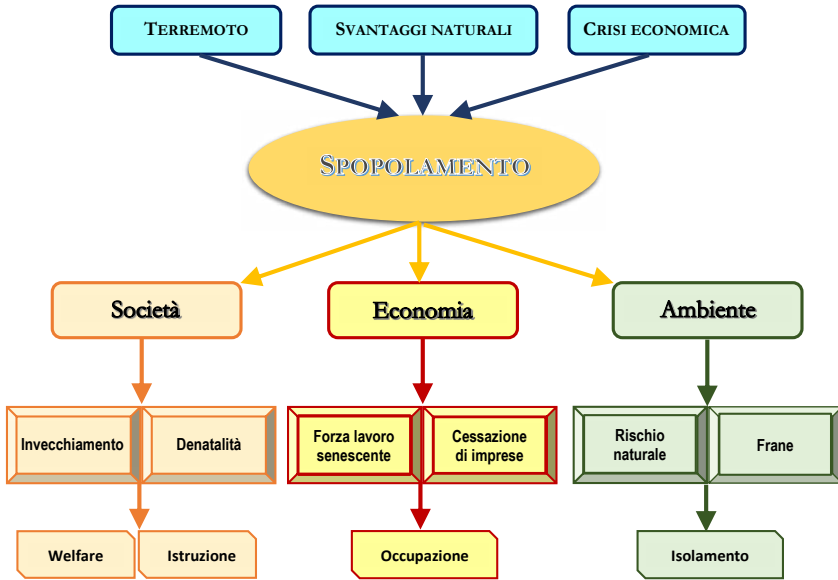 TERREMOTO
SVANTAGGI NATURALI
CRISI ECONOMICA
SPOPOLAMENTO
Società
Economia
Ambiente
Invecchiamento
Denatalità
Forza lavoro
senescente
Cessazione
di imprese
Rischio
naturale
Frane
Welfare
Istruzione
Occupazione
Isolamento